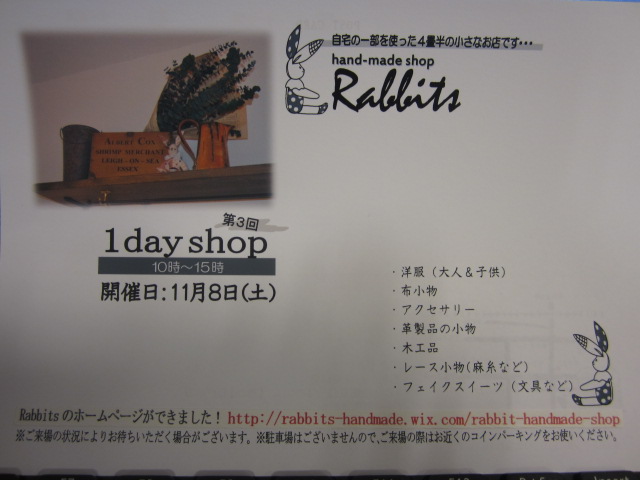 自宅の一部を使った4畳半の小さなお店です・・・
hand-made shop
Rabbits
ALBERT COX
SHRIMP MERCHANT
LEIGH-ON-SEA
ESSEX
第3回
1day shop
10時～15時
開催日：11月8日(土)
・洋服（大人＆子供）
・布小物
・アクセサリー
・革製品の小物
・木工品
・レース小物(麻糸など)
・フェイクスイーツ（文具など）
Rabbitsのホームページができました！http://rabbits-handmade.wix.com/rabbit-handmade-shop
※ご来場の状況によりお待ちいただく場合がございます。※駐車場はございませんので、ご来場の際はお近くのコインパーキングをお使いください。